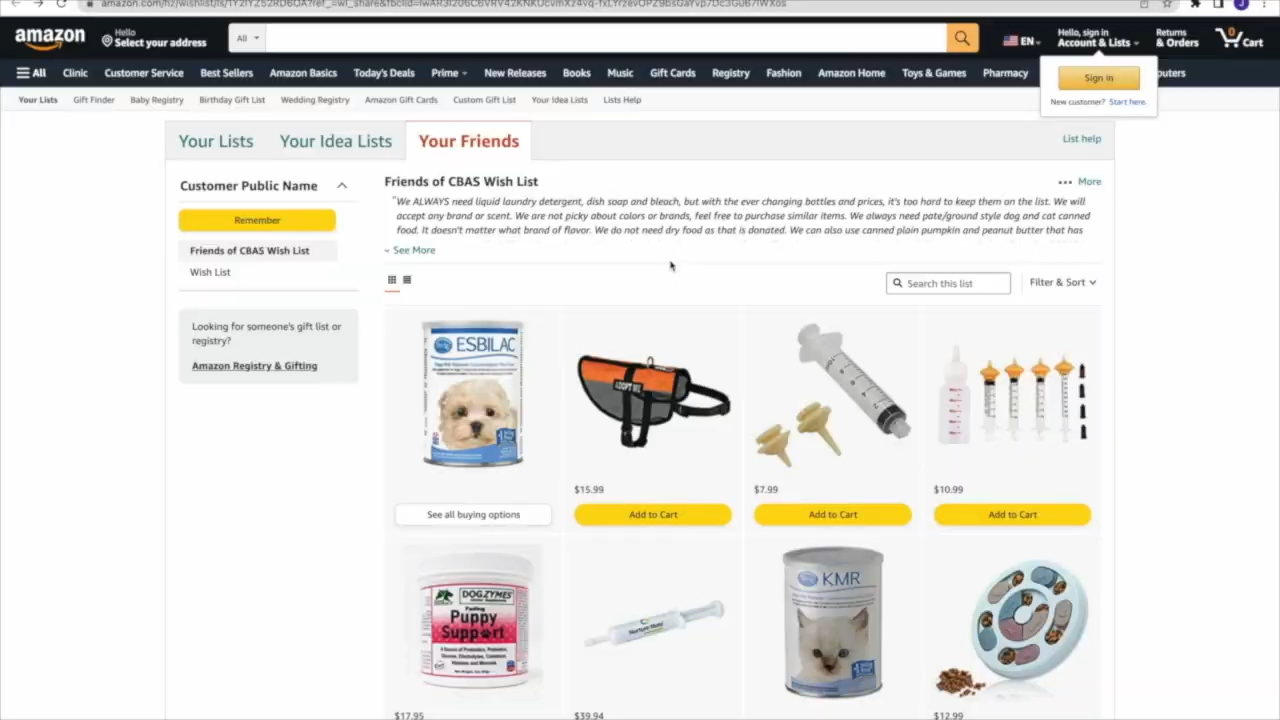 amazon
Hello
Select your address
All
EN
Hello, sign in
Account & Lists
Returns
& Orders
0
Cart
All
Clinic
Customer Service
Best Sellers
Amazon Basics
Today's Deals
Prime
New Releases
Books
Music
Gift Cards
Registry
Fashion
Amazon Home
Toys & Games
Pharmacy
Sign in
New customer? Start here.
Your Lists
Gift Finder
Baby Registry
Birthday Gift List
Wedding Registry
Amazon Gift Cards
Custom Gift List
Your Idea Lists
Lists Help
Your Lists
Your Idea Lists
Your Friends
List help
Customer Public Name
Remember
Friends of CBAS Wish List
Wish List
Looking for someone's gift list or
registry?
Amazon Registry & Gifting
Friends of CBAS Wish List
More
"We ALWAYS need liquid laundry detergent, dish soap and bleach, but with the ever changing bottles and prices, it's too hard to keep them on the list. We will
accept any brand or scent. We are not picky about colors or brands, feel free to purchase similar items. We always need pate/ground style dog and cat canned
food. It doesn't matter what brand of flavor. We do not need dry food as that is donated. We can also use canned plain pumpkin and peanut butter that has
See More
Search this list
Filter & Sort
ESBILAC
ADOPT ME
$15.99
$7.99
$10.99
See all buying options
Add to Cart
Add to Cart
Add to Cart
DOGZYMES
Fading
Puppy
Support
KMR
$17.95
$39.94
$12.99